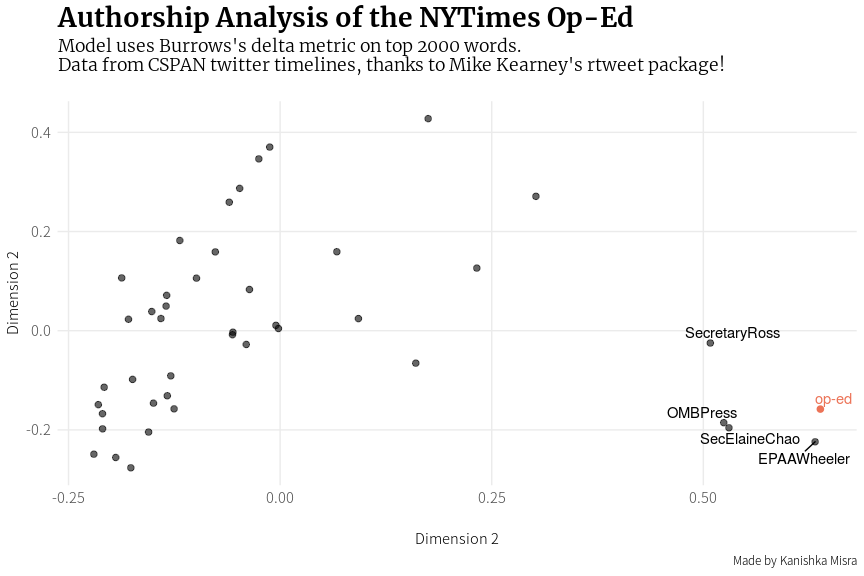 Authorship Analysis of the NYTimes Op-Ed
Model uses Burrows's delta metric on top 2000 words.
Data from CSPAN twitter timelines, thanks to Mike Kearney's rtweet package!
0.4
0.2
0.0
-0.2
Dimension 2
SecretaryRoss
op-ed
OMBPress
SecElaineChao
EPAAWheeler
-0.25
0.00
0.25
0.50
Dimension 2
Made by Kanishka Misra